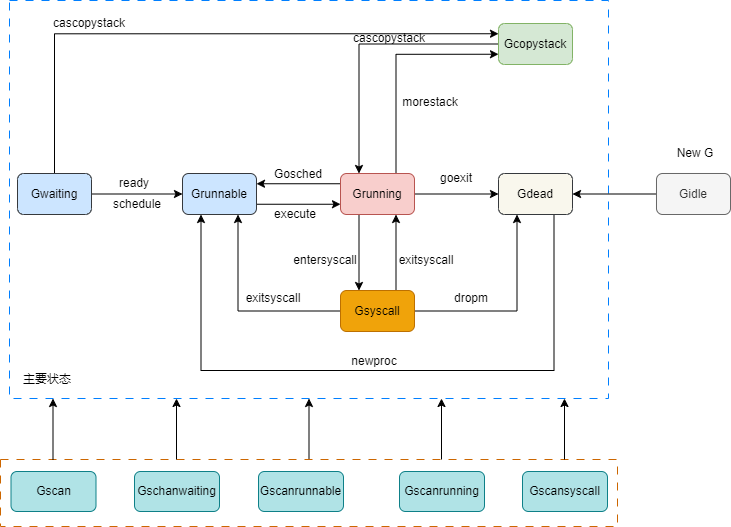 cascopystack
cascopystack
Gcopystack
morestack
New G
Gwaiting
ready
schedule
Grunnable
Gosched
execute
Grunning
goexit
Gdead
Gidle
entersyscall
exitsyscall
exitsyscall
Gsyscall
dropm
newproc
主要状态
Gscan
Gschanwaiting
Gscanrunnable
Gscanrunning
Gscansyscall